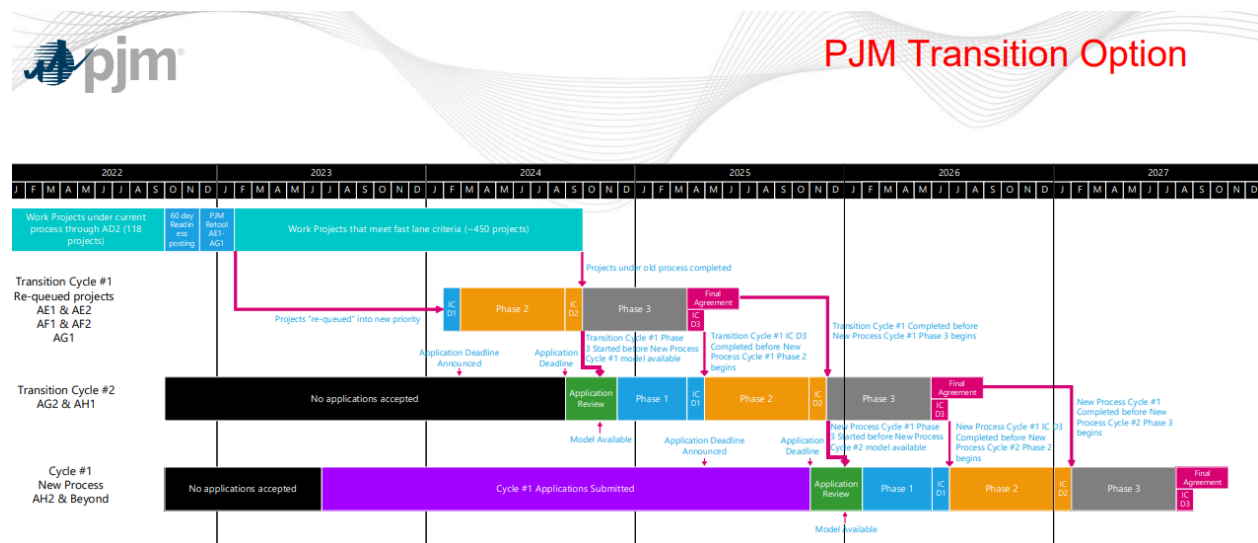 pjm
PJM Transition Option
2022 2023 2024 2025 2026 2027
J F M A M J J A S O N D J F M A M J J A S O N D J F M A M J J A S O N D J F M A M J J A S O N D J F M A M J J A S O N D J F M A M J J A S O N D
Work Projects under current
process through AD2 (118
projects)
60 day
Readin
ess
posting
PJM
Retool
AE1-
AG1
Work Projects that meet fast lane criteria (~450 projects)
Projects under old process completed
Transition Cycle #1
Re-queued projects
AE1 & AE2
AF1 & AF2
AG1
Projects "re-queued" into new priority
IC
D1
Phase 2
IC
D2
Phase 3
Final
Agreement
IC
D3
Transition Cycle #1 Phase
3 Started before New Process
Cycle #1 model available
Transition Cycle #1 IC D3
Completed before New
Process Cycle #1 Phase 2
begins
Transition Cycle #1 Completed before
New Process Cycle #1 Phase 3 begins
Application Deadline
Announced
Application
Deadline
Transition Cycle #2
AG2 & AH1
No applications accepted
Application
Review
Phase 1
IC
D1
Phase 2
IC
D2
Phase 3
Final
Agreement
IC
D3
Model Available
Application Deadline
Announced
Application
Deadline
New Process Cycle #1 Phase
3 Started before New Process
Cycle #2 model available
New Process Cycle #1 IC D3
Completed before New
Process Cycle #2 Phase 2
begins
New Process Cycle #1
Completed before New
Process Cycle #2 Phase 3
begins
Cycle #1
New Process
AH2 & Beyond
No applications accepted
Cycle #1 Applications Submitted
Application
Review
Phase 1
IC
D1
Phase 2
IC
D2
Phase 3
Final
Agreement
IC
D3
Model Available